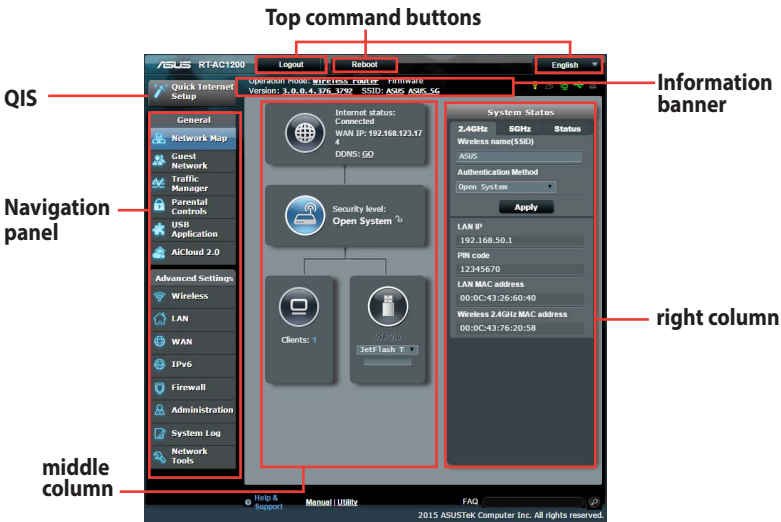 Top command buttons
ASUS RT-AC1200
Logout
Reboot
English
QIS
Quick Internet
Setup
Operation Mode: Wireless Router Firmware
Version: 3.0.0.4.376_3792 SSID: ASUS ASUS_5G
Information
banner
General
Network Map
Guest
Network
Traffic
Manager
Parental
Controls
USB
Application
AiCloud 2.0
Navigation
panel
Advanced Settings
Wireless
LAN
WAN
IPv6
Firewall
Administration
System Log
Network
Tools
Internet status:
Connected
WAN IP: 192.168.123.17
4
DDNS: GO
Security level:
Open System
Clients: 1
USB 2.0
JetFlash T
middle
column
System Status
2.4GHz 5GHz Status
Wireless name(SSID)
ASUS
Authentication Method
Open System
Apply
LAN IP
192.168.50.1
PIN code
12345670
LAN MAC address
00:0C:43:26:60:40
Wireless 2.4GHz MAC address
00:0C:43:76:20:58
right column
Help &
Support
Manual | Utility
FAQ
2015 ASUSTeK Computer Inc. All rights reserved.